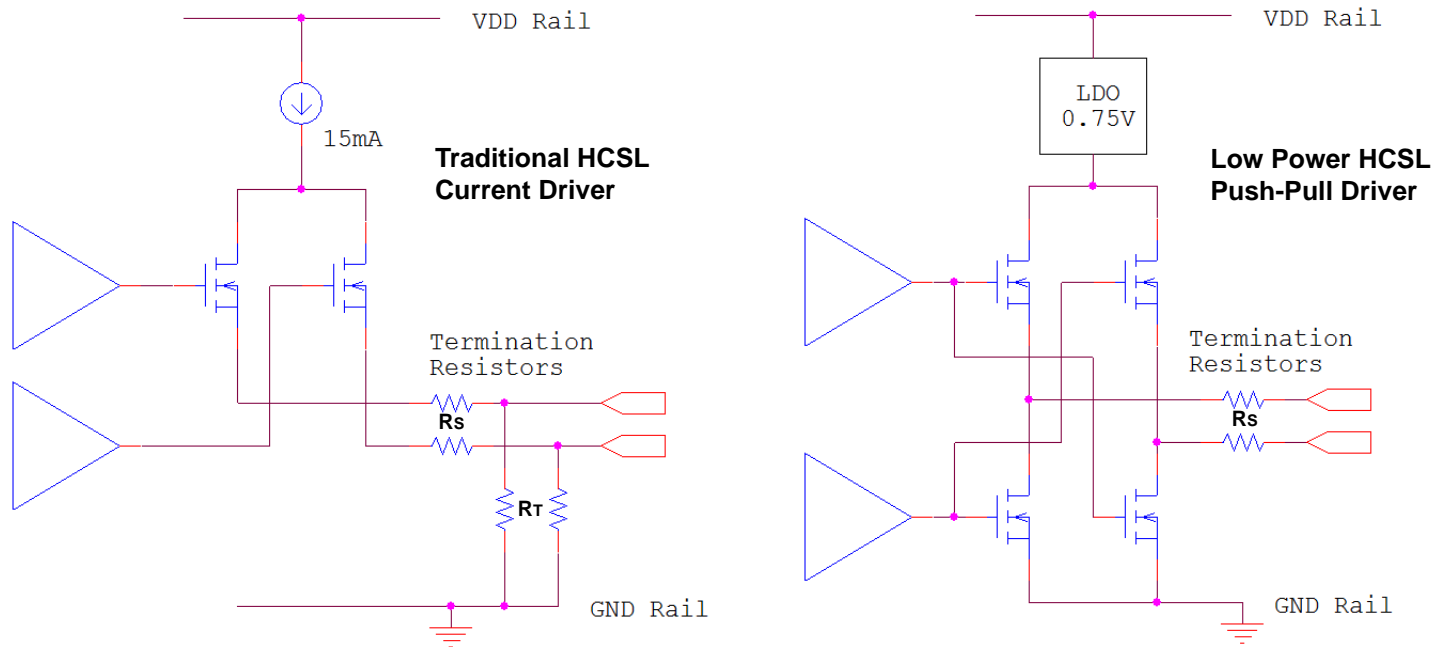 VDD Rail
15mA
Traditional HCSL
Current Driver
Termination
Resistors
Rs
RT
GND Rail
VDD Rail
LDO
0.75V
Low Power HCSL
Push-Pull Driver
Termination
Resistors
Rs
GND Rail